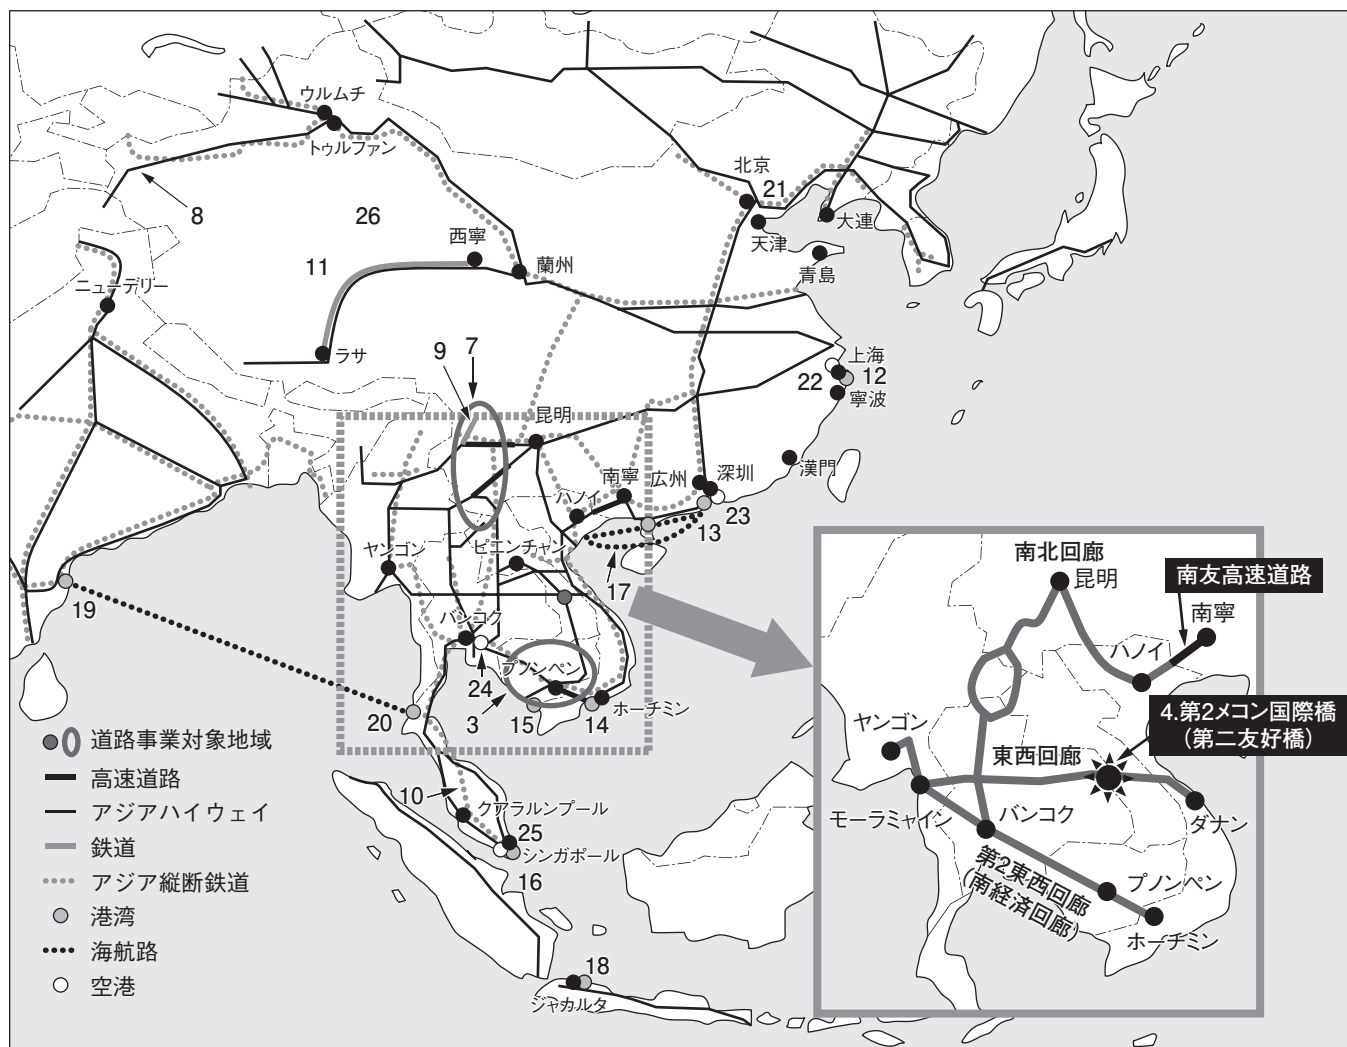 ウルムチ
トゥルファン
8
26
11
西寧
蘭州
北京
21
天津
大連
青島
ニューデリー
ラサ
9
7
昆明
上海
22
12
寧波
漢門
南寧
広州
深圳
ハノイ
23
13
17
ヤンゴン
ビエンチャン
19
バンコク
24
プノンペン
20
3
15
14
ホーチミン
10
クアラルンプール
25
シンガポール
16
18
ジャカルタ
道路事業対象地域
高速道路
アジアハイウェイ
鉄道
アジア縦断鉄道
港湾
海航路
空港
南北回廊
昆明
南友高速道路
南寧
ハノイ
4.第2メコン国際橋
(第二友好橋)
ヤンゴン
東西回廊
モーラミャイン
バンコク
ダナン
第2東西回廊
(南経済回廊)
プノンペン
ホーチミン